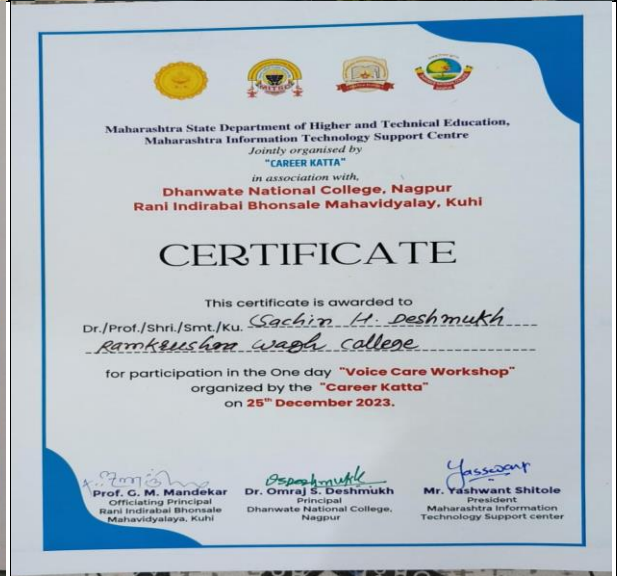 Maharashtra State Department of Higher and Technical Education,
Maharashtra Information Technology Support Centre
Jointly organised by
"CAREER KATTA"
in association with,
Dhanwate National College, Nagpur
Rani Indirabai Bhonsale Mahavidyalay, Kuhi
CERTIFICATE
This certificate is awarded to
Dr./Prof./Shri./Smt./Ku. Sachin H. Deshmukh
Ramkrushna Wagh College
for participation in the One day "Voice Care Workshop"
organized by the "Career Katta"
on 25th December 2023.
Prof. G. M. Mandekar
Officiating Principal
Rani Indirabai Bhonsale
Mahavidyalaya, Kuhi
Osdeshmukh
Dr. Omraj S. Deshmukh
Principal
Dhanwate National College,
Nagpur
Yasswant
Mr. Yashwant Shitole
President
Maharashtra Information
Technology Support center